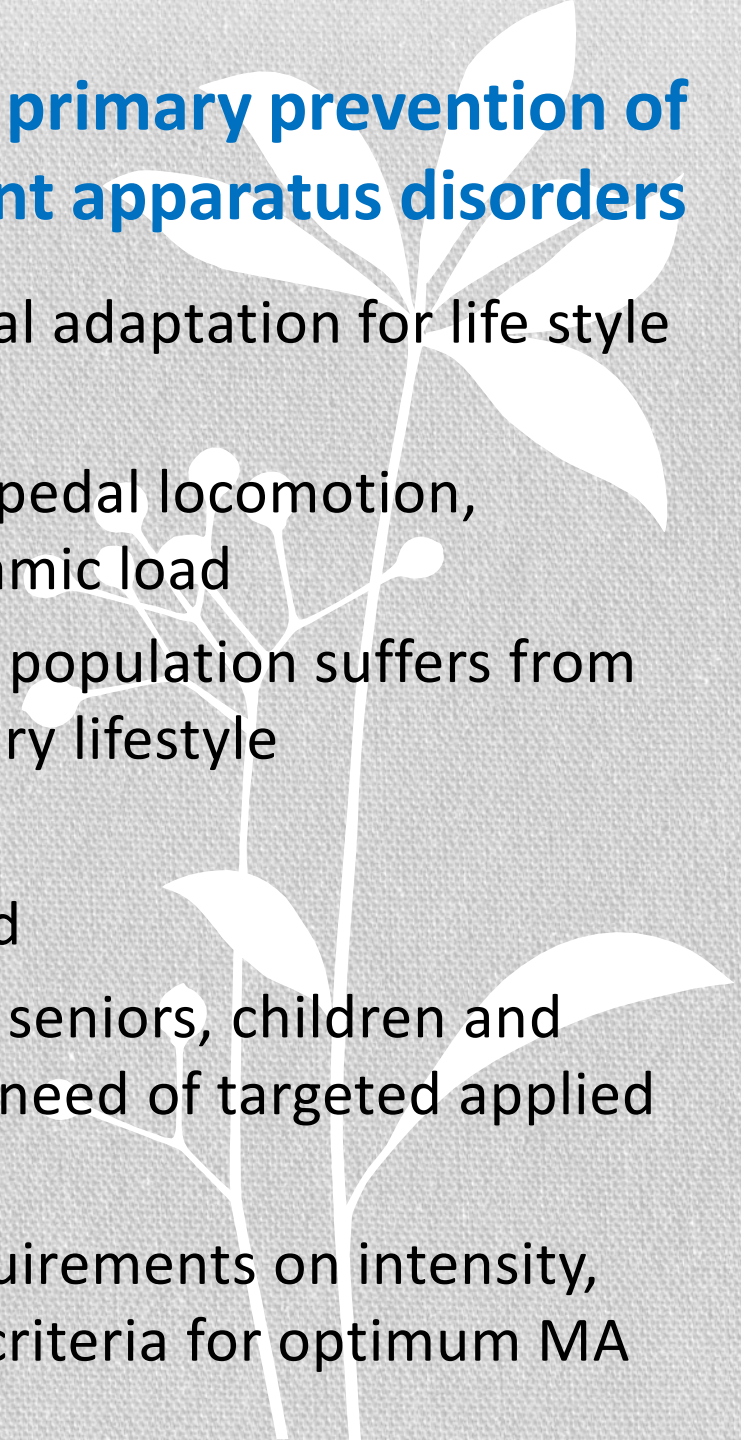 primary prevention of
nt apparatus disorders
al adaptation for life style
pedal locomotion,
amic load
population suffers from
ry lifestyle
d
seniors, children and
need of targeted applied
uirements on intensity,
criteria for optimum MA